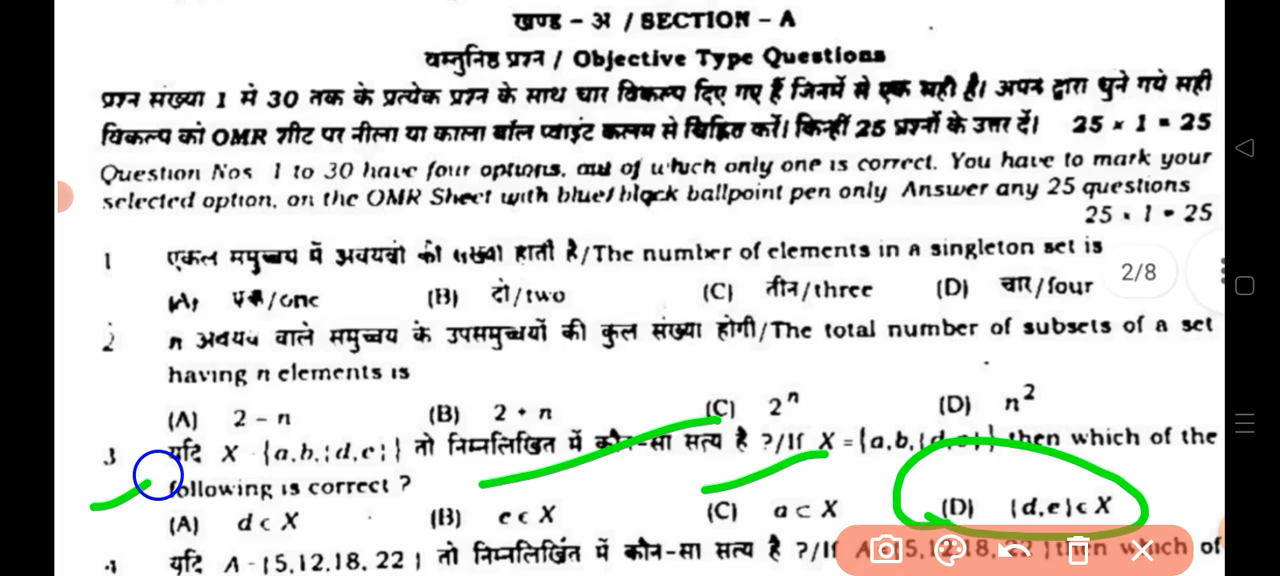 खण्ड – अ / SECTION – A
वस्तुनिष्ठ प्रश्न / Objective Type Questions
प्रश्न संख्या 1 से 30 तक के प्रत्येक प्रश्न के साथ चार विकल्प दिए गए हैं जिनमें से एक सही है। अपने द्वारा चुने गये सही
विकल्प को OMR शीट पर नीला या काला बॉल प्वाइंट कलम से चिह्नित करें। किन्हीं 25 प्रश्नों के उत्तर दें। 25 × 1 = 25
Question Nos 1 to 30 have four options, out of which only one is correct. You have to mark your
selected option, on the OMR Sheet with blue/black ballpoint pen only Answer any 25 questions
25 × 1 = 25
1 एकल समुच्चय में अवयवों की संख्या होती है/The number of elements in a singleton set is
2/8
(A) एक/one (B) दो/two (C) तीन/three (D) चार/four
2 n अवयव वाले समुच्चय के उपसमुच्चयों की कुल संख्या होगी/The total number of subsets of a set
having n elements is
(A) 2 – n (B) 2 + n (C) 2ⁿ (D) n²
3 यदि X {a,b,{d,e}} तो निम्नलिखित में कौन-सा सत्य है ?/If X = {a,b,{d,e}} then which of the
following is correct ?
(A) d ⊂ X (B) e ⊂ X (C) a ⊂ X (D) {d,e} ⊂ X
4 यदि A - {5,12,18, 22} तो निम्नलिखित में कौन-सा सत्य है ?/If A {5,12,18, 22} then which of